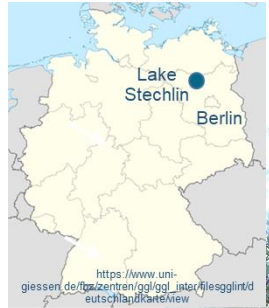 Lake
Stechlin
Berlin
https://www.uni-
giessen.de/fbz/zentren/ggl/ggl_inter/filesgglint/d
eutschlandkarte/view